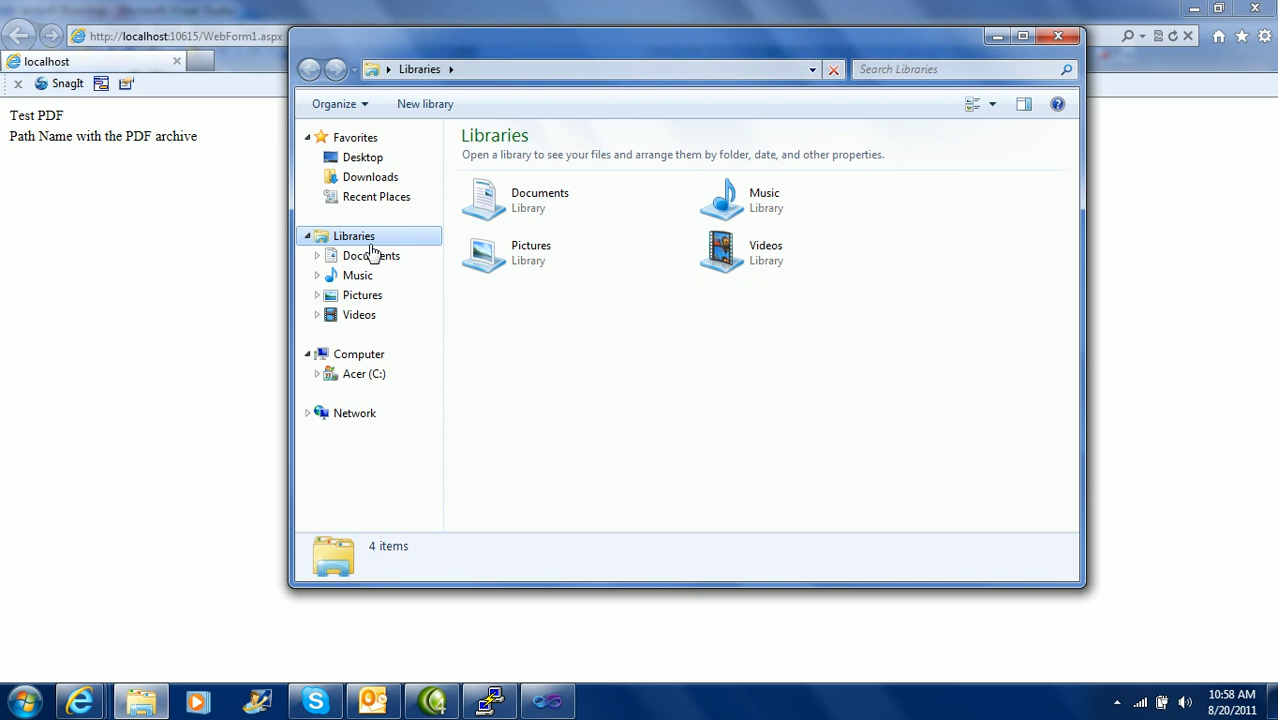 http://localhost:10615/WebForm1.aspx
localhost
SnagIt
Test PDF
Path Name with the PDF archive
Libraries
Search Libraries
Organize
New library
Favorites
Desktop
Downloads
Recent Places
Libraries
Documents
Music
Pictures
Videos
Computer
Acer (C:)
Network
Libraries
Open a library to see your files and arrange them by folder, date, and other properties.
Documents
Library
Music
Library
Pictures
Library
Videos
Library
4 items
10:58 AM
8/20/2011